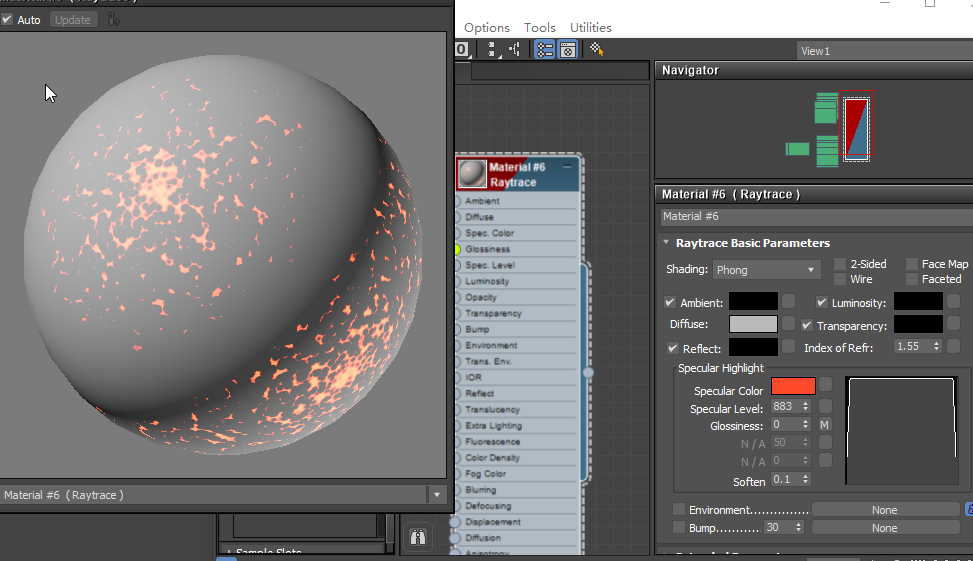 Auto
Update
Options Tools Utilities
View1
Navigator
Material #6
Raytrace
Ambient
Diffuse
Spec. Color
Glossiness
Spec. Level
Luminosity
Opacity
Transparency
Bump
Environment
Trans. Env.
IOR
Reflect
Translucency
Extra Lighting
Fluorescence
Color Density
Fog Color
Blurring
Defocusing
Displacement
Diffusion
Anisotropy
Material #6 ( Raytrace )
Material #6
Raytrace Basic Parameters
Shading: Phong
2-Sided Face Map
Wire Faceted
Ambient: Luminosity:
Diffuse: Transparency:
Reflect: Index of Refr: 1.55
Specular Highlight
Specular Color
Specular Level: 883
Glossiness: 0 M
N / A 50
N / A 0
Soften 0.1
Environment............... None
Bump........... 30 None
Material #6 ( Raytrace )
Sample Slots